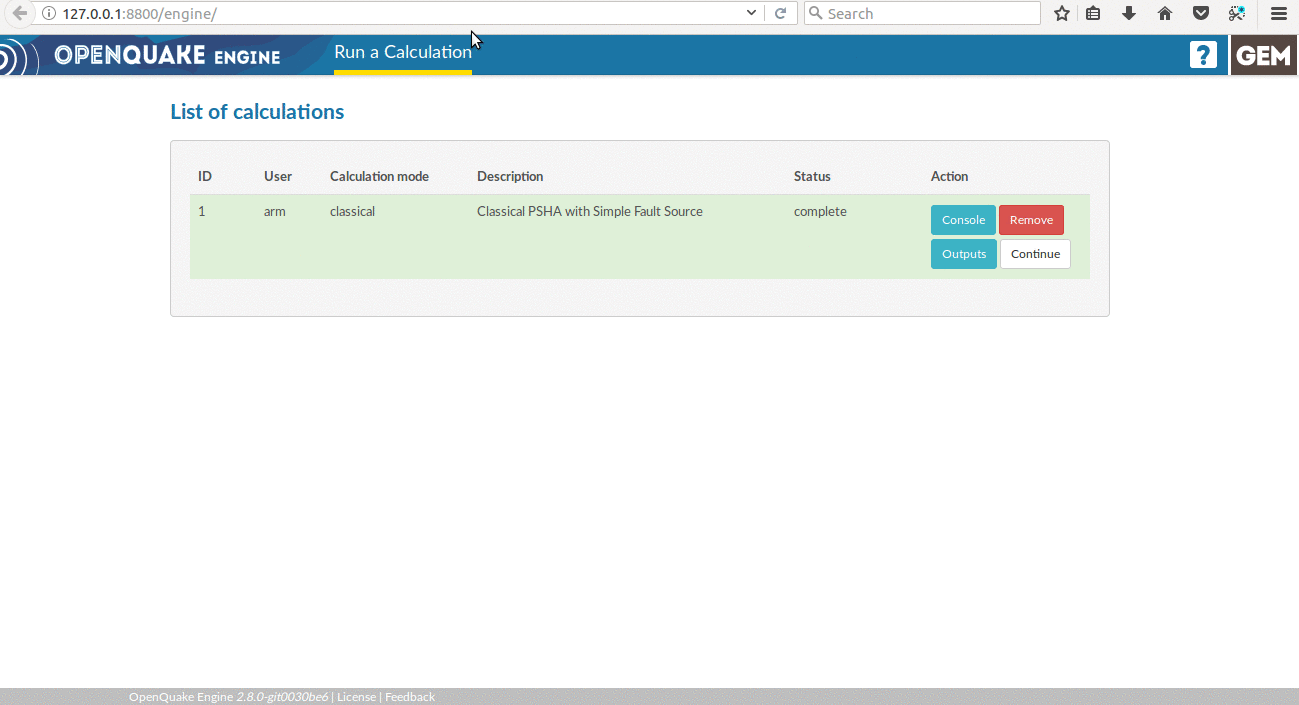 127.0.0.1:8800/engine/
Search
OPENQUAKE ENGINE
Run a Calculation
?
GEM
List of calculations
ID User Calculation mode Description Status Action
1 arm classical Classical PSHA with Simple Fault Source complete
Console Remove
Outputs Continue
OpenQuake Engine 2.8.0-git0030be6 | License | Feedback